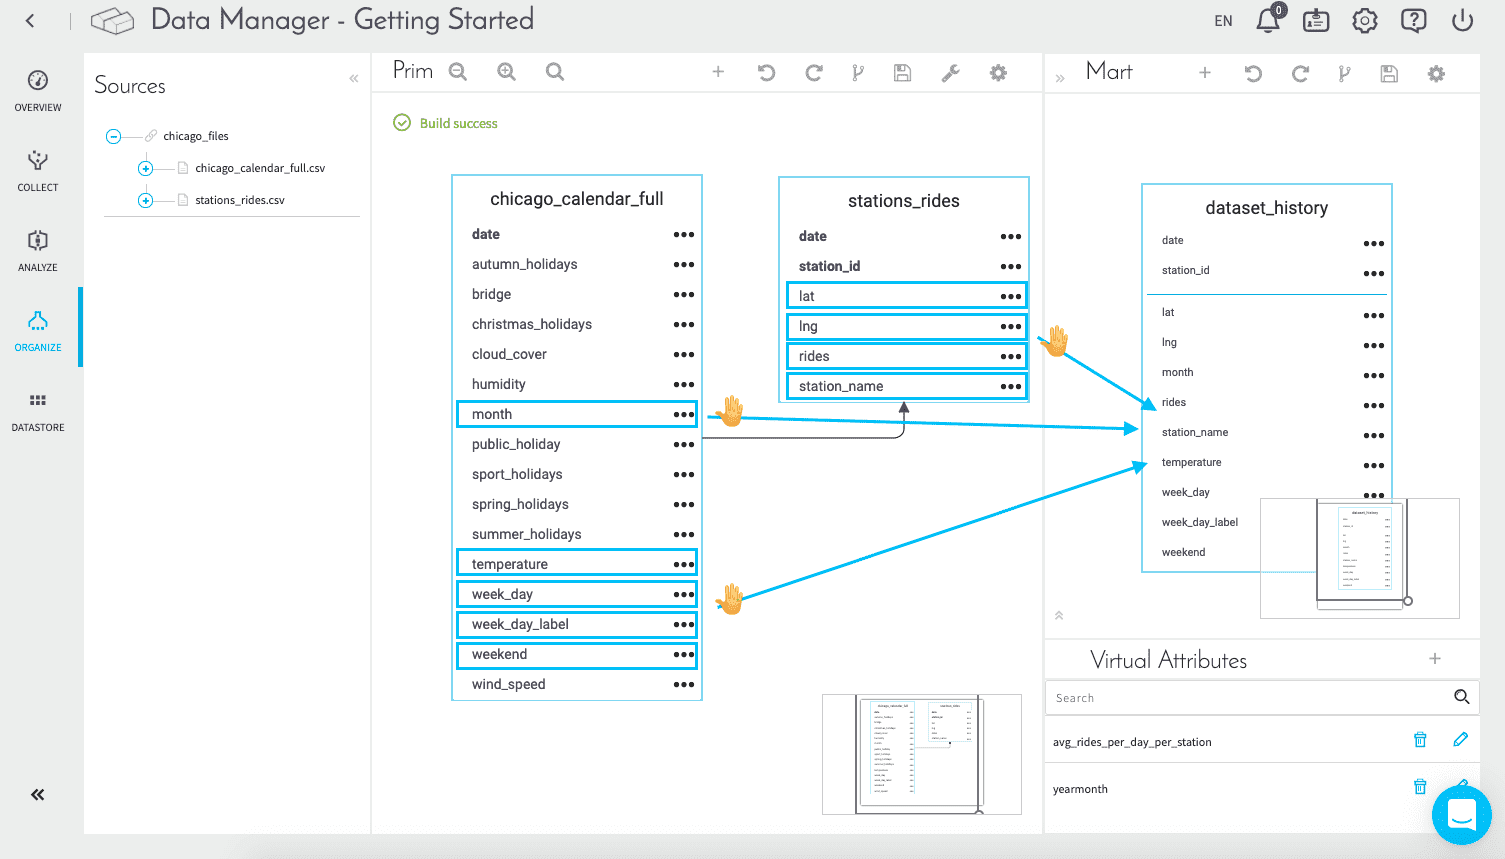 Data Manager - Getting Started
EN
0
OVERVIEW
COLLECT
ANALYZE
ORGANIZE
DATASTORE
Sources
chicago_files
chicago_calendar_full.csv
stations_rides.csv
Prim
Build success
chicago_calendar_full
date
autumn_holidays
bridge
christmas_holidays
cloud_cover
humidity
month
public_holiday
sport_holidays
spring_holidays
summer_holidays
temperature
week_day
week_day_label
weekend
wind_speed
stations_rides
date
station_id
lat
lng
rides
station_name
Mart
dataset_history
date
station_id
lat
lng
month
rides
station_name
temperature
week_day
week_day_label
weekend
Virtual Attributes
Search
avg_rides_per_day_per_station
yearmonth